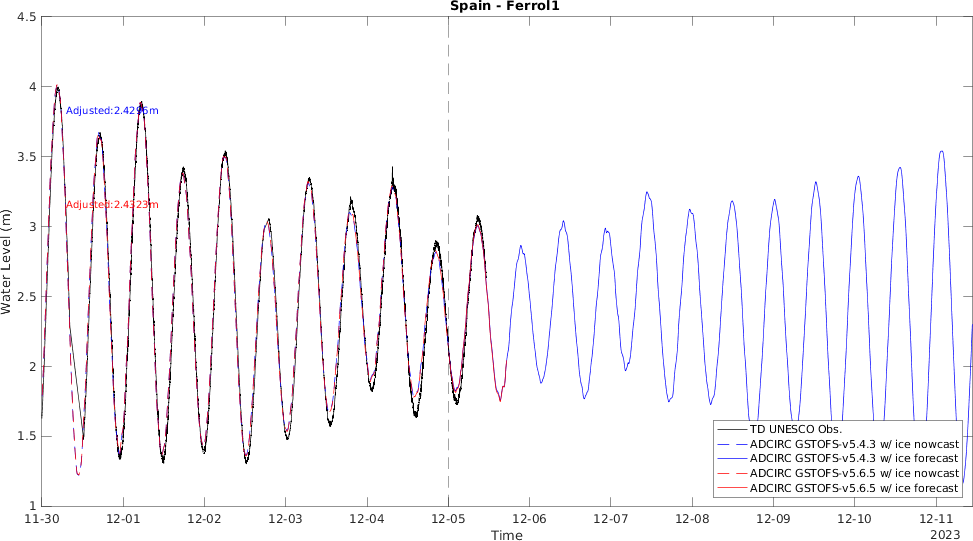 Spain - Ferrol1
4.5
4
3.5
3
2.5
2
1.5
1
Water Level (m)
Adjusted:2.4296m
Adjusted:2.4323m
TD UNESCO Obs.
ADCIRC GSTOFS-v5.4.3 w/ ice nowcast
ADCIRC GSTOFS-v5.4.3 w/ ice forecast
ADCIRC GSTOFS-v5.6.5 w/ ice nowcast
ADCIRC GSTOFS-v5.6.5 w/ ice forecast
11-30 12-01 12-02 12-03 12-04 12-05 12-06 12-07 12-08 12-09 12-10 12-11
Time
2023